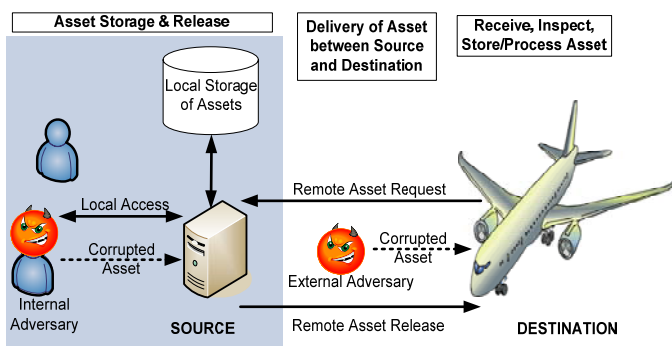 Asset Storage & Release
Delivery of Asset
between Source
and Destination
Receive, Inspect,
Store/Process Asset
Local Storage
of Assets
Local Access
Corrupted
Asset
Internal
Adversary
SOURCE
Remote Asset Request
Corrupted
Asset
External Adversary
Remote Asset Release
DESTINATION